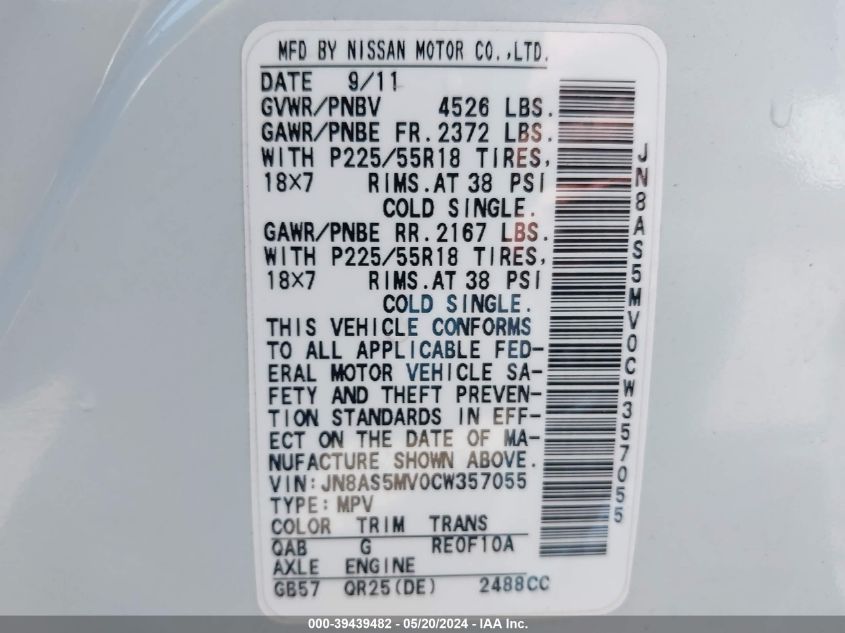 MFD BY NISSAN MOTOR CO.,LTD.
DATE 9/11
GVWR/PNBV 4526 LBS.
GAWR/PNBE FR.2372 LBS.
WITH P225/55R18 TIRES,
18X7 RIMS.AT 38 PSI
COLD SINGLE.
GAWR/PNBE RR.2167 LBS.
WITH P225/55R18 TIRES,
18X7 RIMS.AT 38 PSI
COLD SINGLE.
THIS VEHICLE CONFORMS
TO ALL APPLICABLE FED-
ERAL MOTOR VEHICLE SA-
FETY AND THEFT PREVEN-
TION STANDARDS IN EFF-
ECT ON THE DATE OF MA-
NUFACTURE SHOWN ABOVE.
VIN:JN8AS5MV0CW357055
TYPE:MPV
COLOR TRIM TRANS
QAB G RE0F10A
AXLE ENGINE
GB57 QR25(DE) 2488CC
JN8AS5MV0CW357055
000-39439482 - 05/20/2024 - IAA Inc.